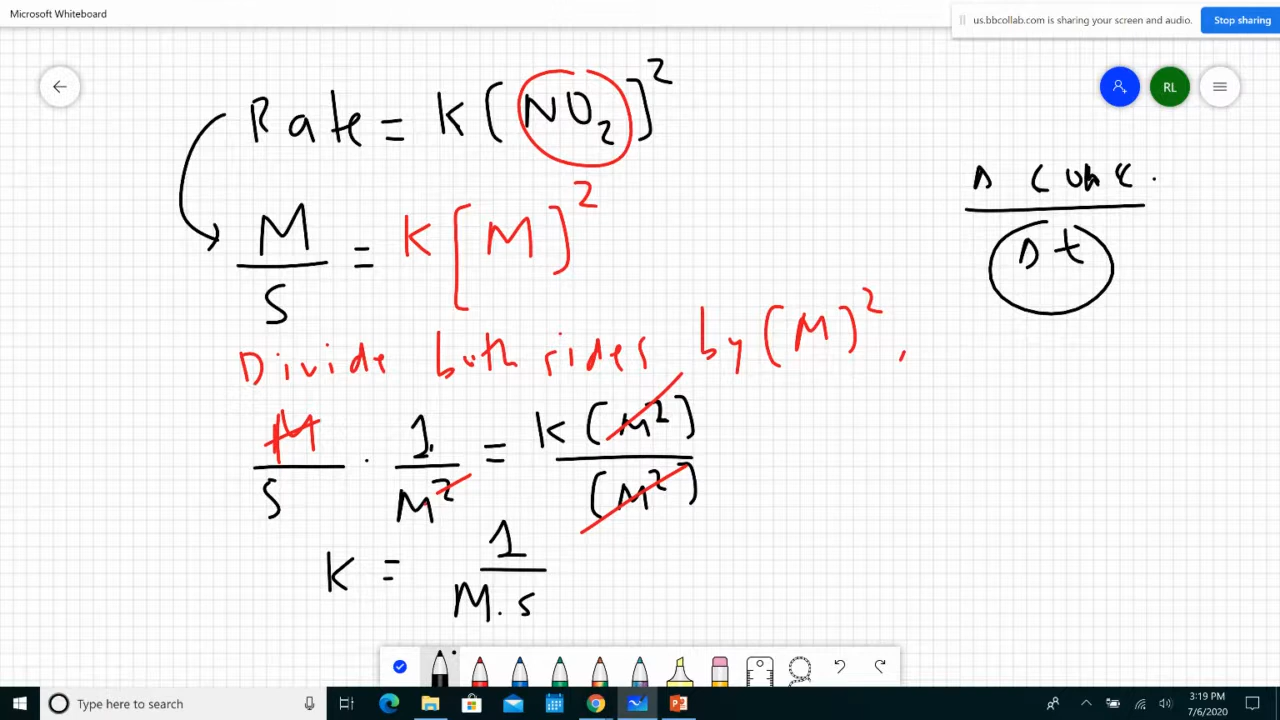 Microsoft Whiteboard
us.bbcollab.com is sharing your screen and audio.
Stop sharing
RL
Rate = K(NO₂]²
Δ conc.
Δt
M
S
= K[M]²
Divide both sides by (M)²,
M
S
·
1
M²
=
K(M²)
(M²)
K =
1
M.s
Type here to search
3:19 PM
7/6/2020